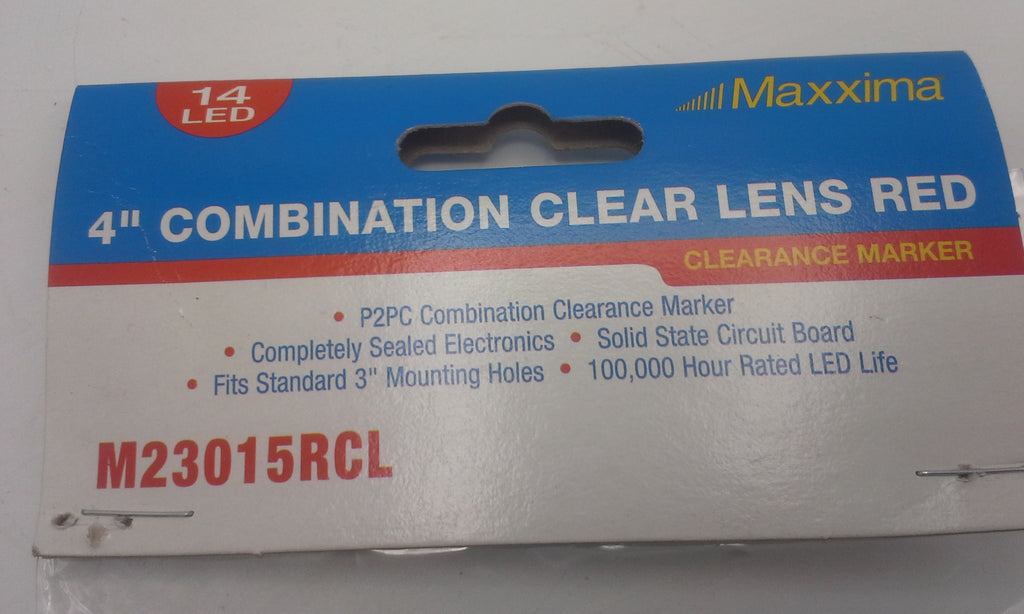 14
LED
Maxxima
4" COMBINATION CLEAR LENS RED
CLEARANCE MARKER
• P2PC Combination Clearance Marker
• Completely Sealed Electronics • Solid State Circuit Board
• Fits Standard 3" Mounting Holes • 100,000 Hour Rated LED Life
M23015RCL